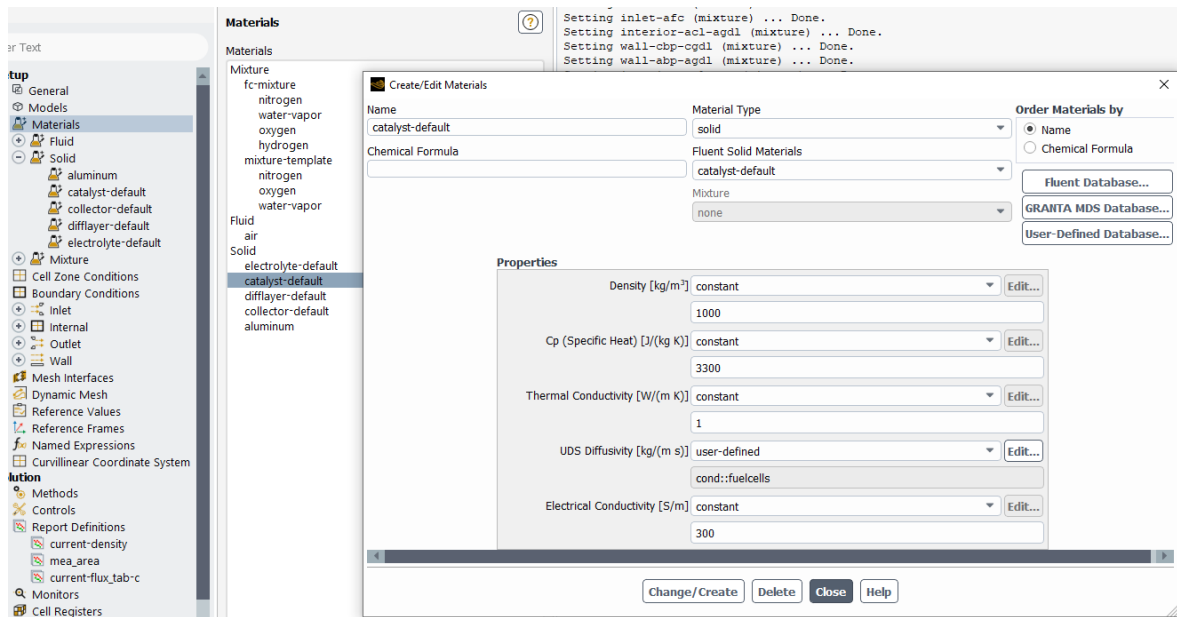 er Text
tup
General
Models
Materials
Fluid
Solid
aluminum
catalyst-default
collector-default
difflayer-default
electrolyte-default
Mixture
Cell Zone Conditions
Boundary Conditions
Inlet
Internal
Outlet
Wall
Mesh Interfaces
Dynamic Mesh
Reference Values
Reference Frames
Named Expressions
Curvillinear Coordinate System
lution
Methods
Controls
Report Definitions
current-density
mea_area
current-flux_tab-c
Monitors
Cell Registers
Materials
?
Materials
Mixture
fc-mixture
nitrogen
water-vapor
oxygen
hydrogen
mixture-template
nitrogen
oxygen
water-vapor
Fluid
air
Solid
electrolyte-default
catalyst-default
difflayer-default
collector-default
aluminum
Setting inlet-afc (mixture) ... Done.
Setting interior-acl-agdl (mixture) ... Done.
Setting wall-cbp-cgdl (mixture) ... Done.
Setting wall-abp-agdl (mixture) ... Done.
Create/Edit Materials
Name
catalyst-default
Chemical Formula
Material Type
solid
Fluent Solid Materials
catalyst-default
Mixture
none
Order Materials by
Name
Chemical Formula
Fluent Database...
GRANTA MDS Database...
User-Defined Database...
Properties
Density [kg/m³] constant Edit...
1000
Cp (Specific Heat) [J/(kg K)] constant Edit...
3300
Thermal Conductivity [W/(m K)] constant Edit...
1
UDS Diffusivity [kg/(m s)] user-defined Edit...
cond::fuelcells
Electrical Conductivity [S/m] constant Edit...
300
Change/Create Delete Close Help